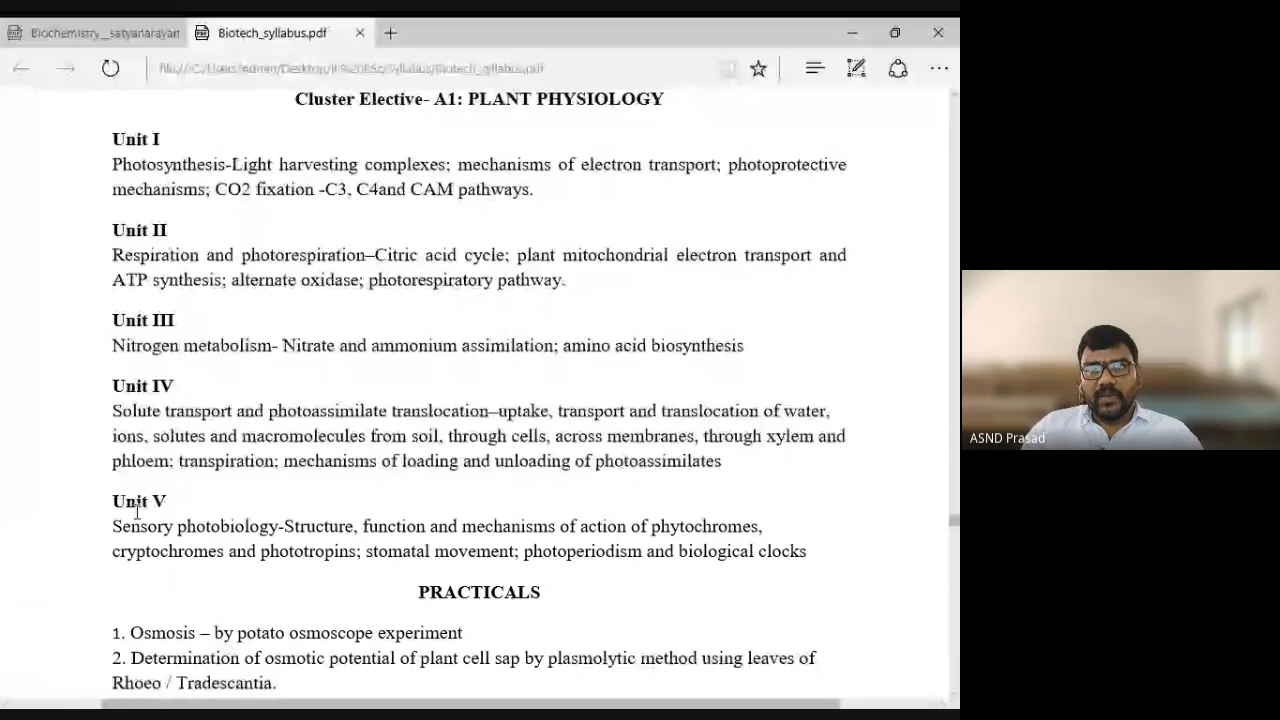 Biochemistry_satyanarayan
Biotech_syllabus.pdf
Cluster Elective- A1: PLANT PHYSIOLOGY
Unit I
Photosynthesis-Light harvesting complexes; mechanisms of electron transport; photoprotective
mechanisms; CO2 fixation -C3, C4and CAM pathways.
Unit II
Respiration and photorespiration–Citric acid cycle; plant mitochondrial electron transport and
ATP synthesis; alternate oxidase; photorespiratory pathway.
Unit III
Nitrogen metabolism- Nitrate and ammonium assimilation; amino acid biosynthesis
Unit IV
Solute transport and photoassimilate translocation–uptake, transport and translocation of water,
ions, solutes and macromolecules from soil, through cells, across membranes, through xylem and
phloem; transpiration; mechanisms of loading and unloading of photoassimilates
Unit V
Sensory photobiology-Structure, function and mechanisms of action of phytochromes,
cryptochromes and phototropins; stomatal movement; photoperiodism and biological clocks
PRACTICALS
1. Osmosis – by potato osmoscope experiment
2. Determination of osmotic potential of plant cell sap by plasmolytic method using leaves of
Rhoeo / Tradescantia.
ASND Prasad